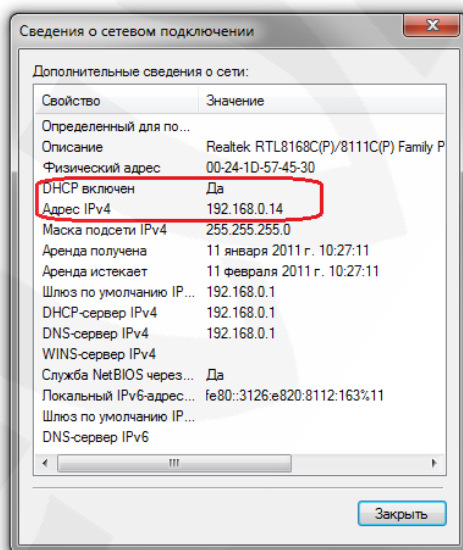 Сведения о сетевом подключении
Дополнительные сведения о сети:
Свойство Значение
Определенный для по...
Описание Realtek RTL8168C(P)/8111C(P) Family P
Физический адрес 00-24-1D-57-45-30
DHCP включен Да
Адрес IPv4 192.168.0.14
Маска подсети IPv4 255.255.255.0
Аренда получена 11 января 2011 г. 10:27:11
Аренда истекает 11 февраля 2011 г. 10:27:11
Шлюз по умолчанию IP... 192.168.0.1
DHCP-сервер IPv4 192.168.0.1
DNS-сервер IPv4 192.168.0.1
WINS-сервер IPv4
Служба NetBIOS через... Да
Локальный IPv6-адрес... fe80::3126:e820:8112:163%11
Шлюз по умолчанию IP...
DNS-сервер IPv6
Закрыть